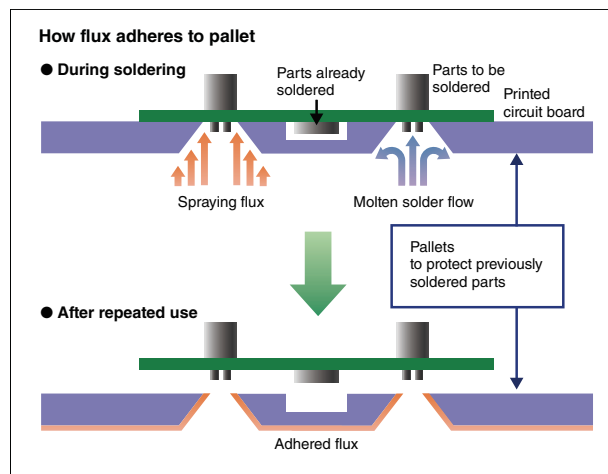 How flux adheres to pallet
● During soldering
Parts already
soldered
Parts to be
soldered
Printed
circuit board
Spraying flux
Molten solder flow
Pallets
to protect previously
soldered parts
● After repeated use
Adhered flux